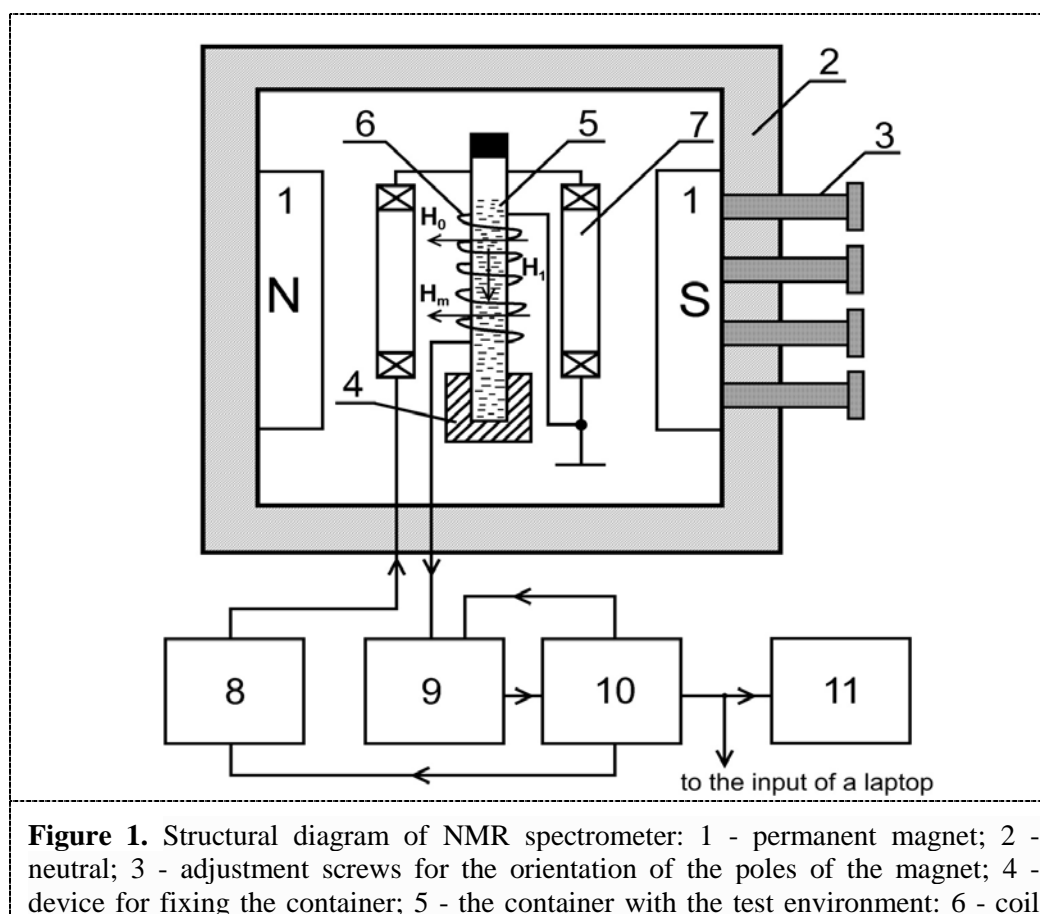 2
6
5
7
3
1
1
H0
H1
N
Hm
S
4
8
9
10
11
to the input of a laptop
Figure 1. Structural diagram of NMR spectrometer: 1 - permanent magnet; 2 -
neutral; 3 - adjustment screws for the orientation of the poles of the magnet; 4 -
device for fixing the container; 5 - the container with the test environment: 6 - coil